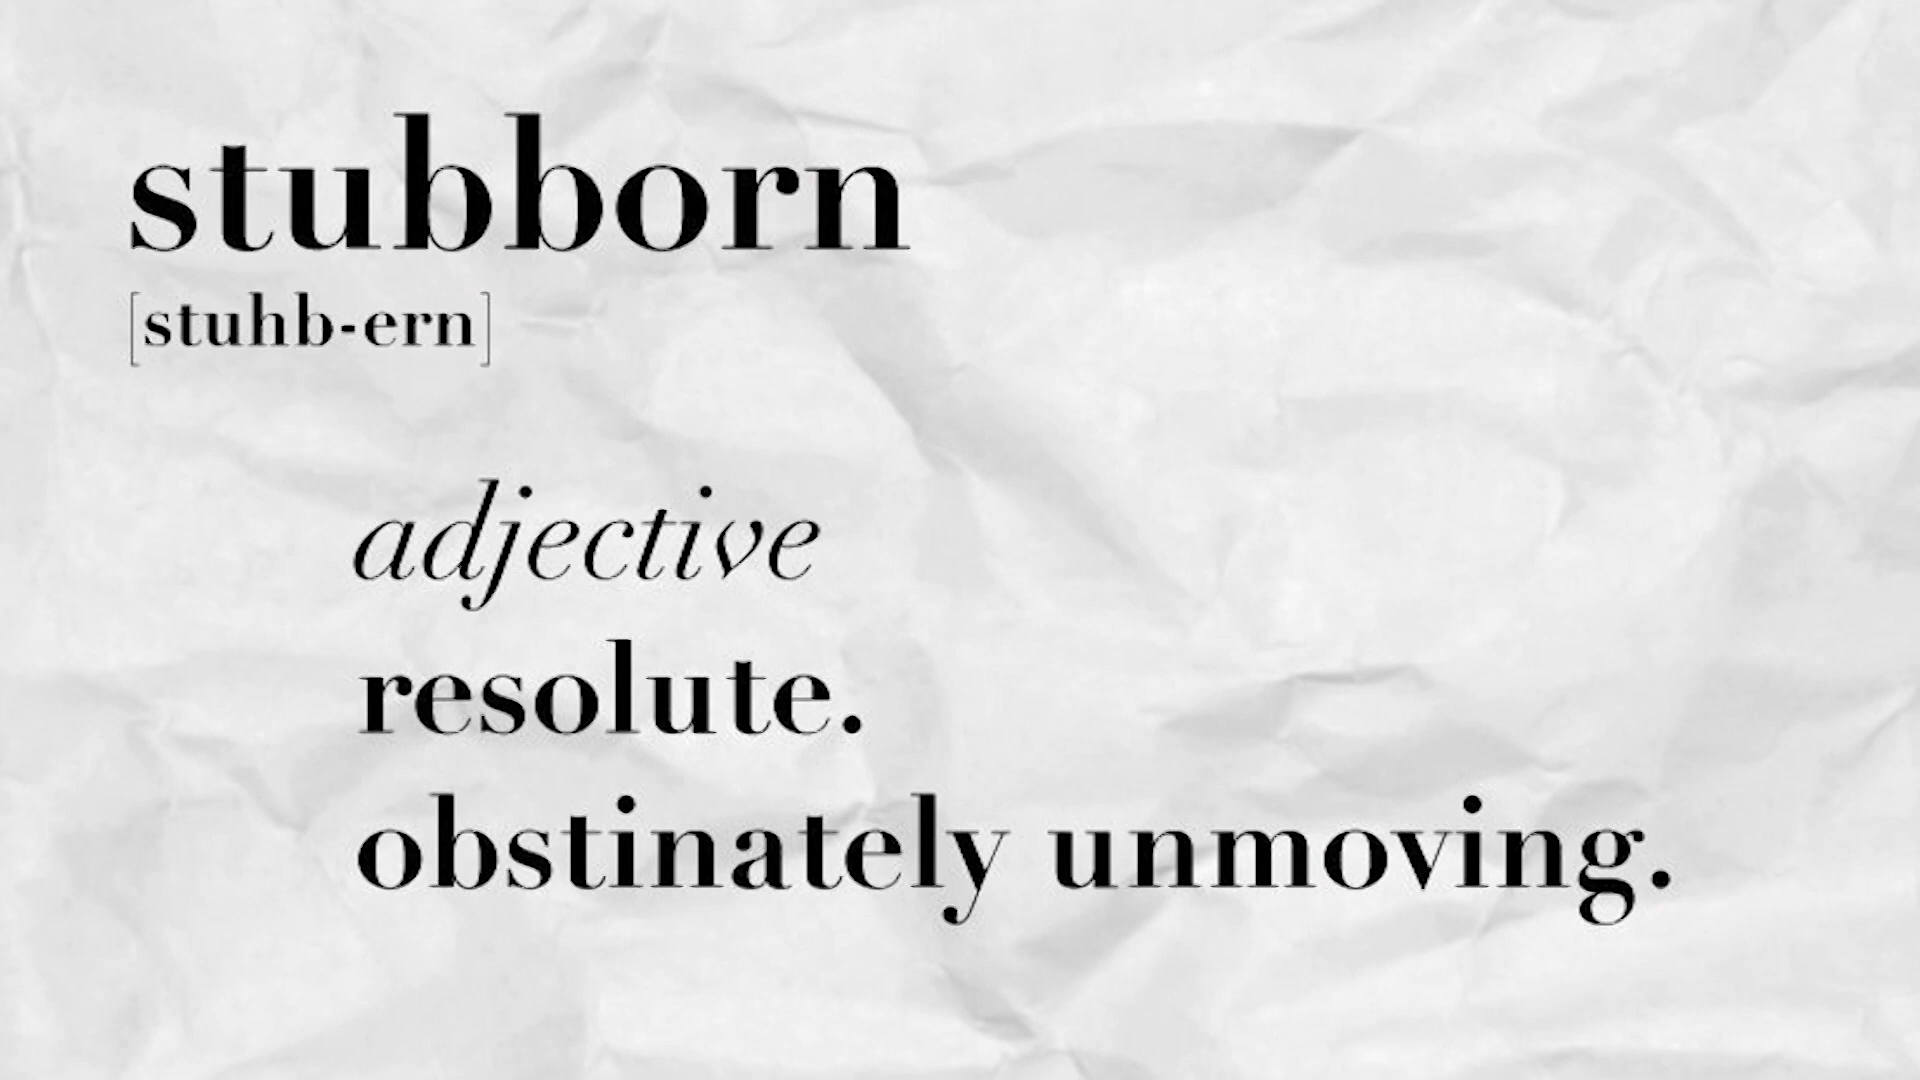 stubborn
[stuhb-ern]
adjective
resolute.
obstinately unmoving.